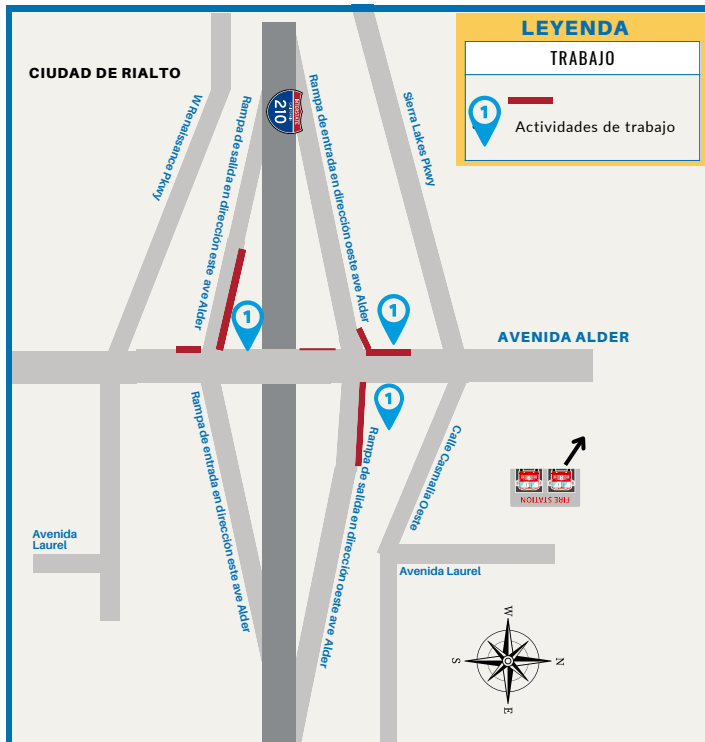 LEYENDA
TRABAJO
1
Actividades de trabajo
CIUDAD DE RIALTO
W Renaissance Pkwy
Rampa de salida en dirección este ave Alder
INTERSTATE
210
Rampa de entrada en dirección oeste ave Alder
Sierra Lakes Pkwy
1
1
AVENIDA ALDER
1
Rampa de entrada en dirección este ave Alder
Rampa de salida en dirección oeste ave Alder
Calle Casmalia Oeste
FIRE STATION
Avenida
Laurel
Avenida Laurel
W
S
N
E